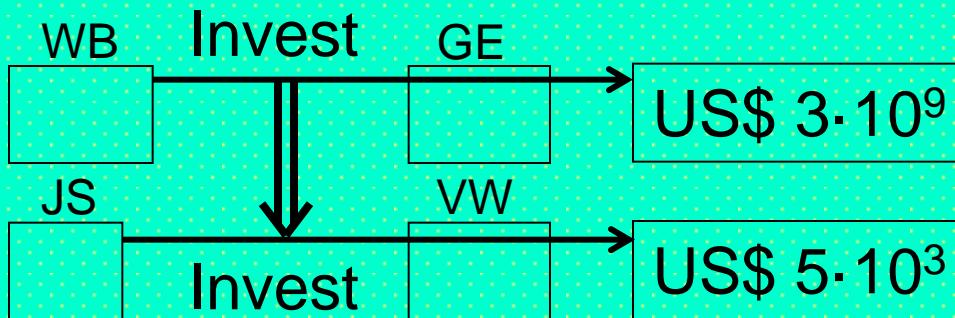 WB Invest GE
US$ 3·10⁹
JS VW
Invest US$ 5·10³